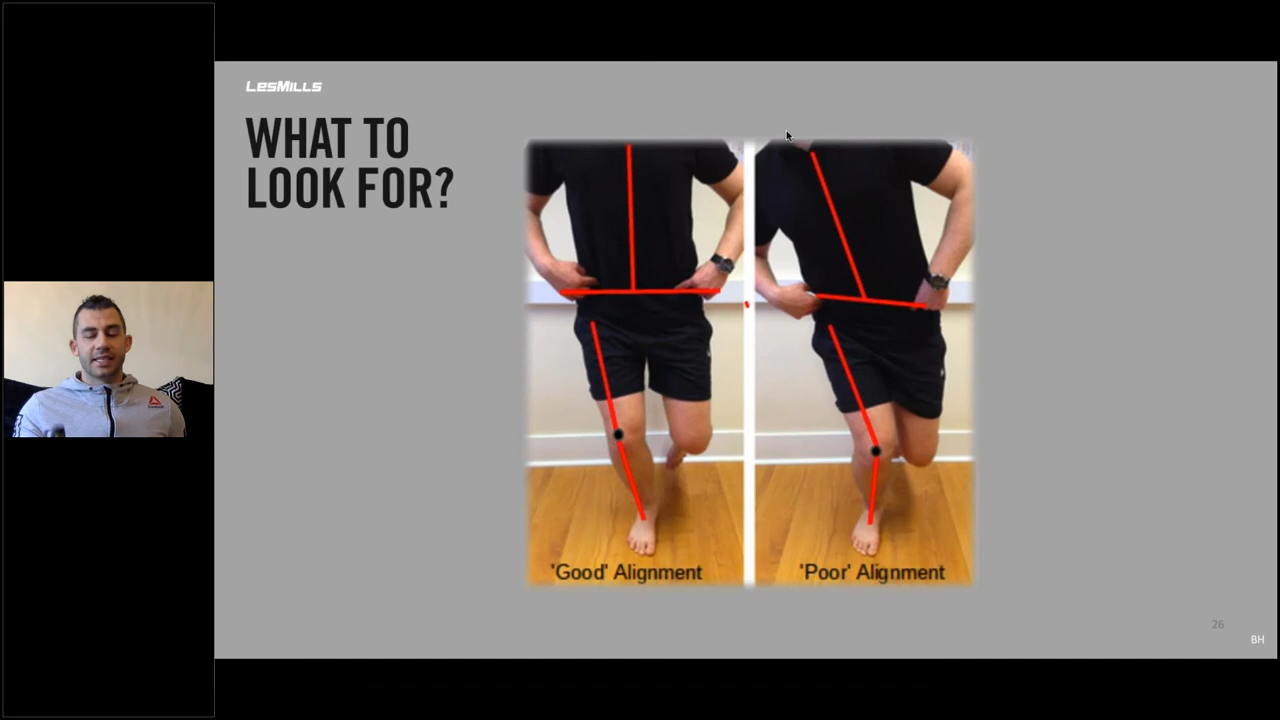 LESMILLS
WHAT TO
LOOK FOR?
'Good' Alignment
'Poor' Alignment
26
BH